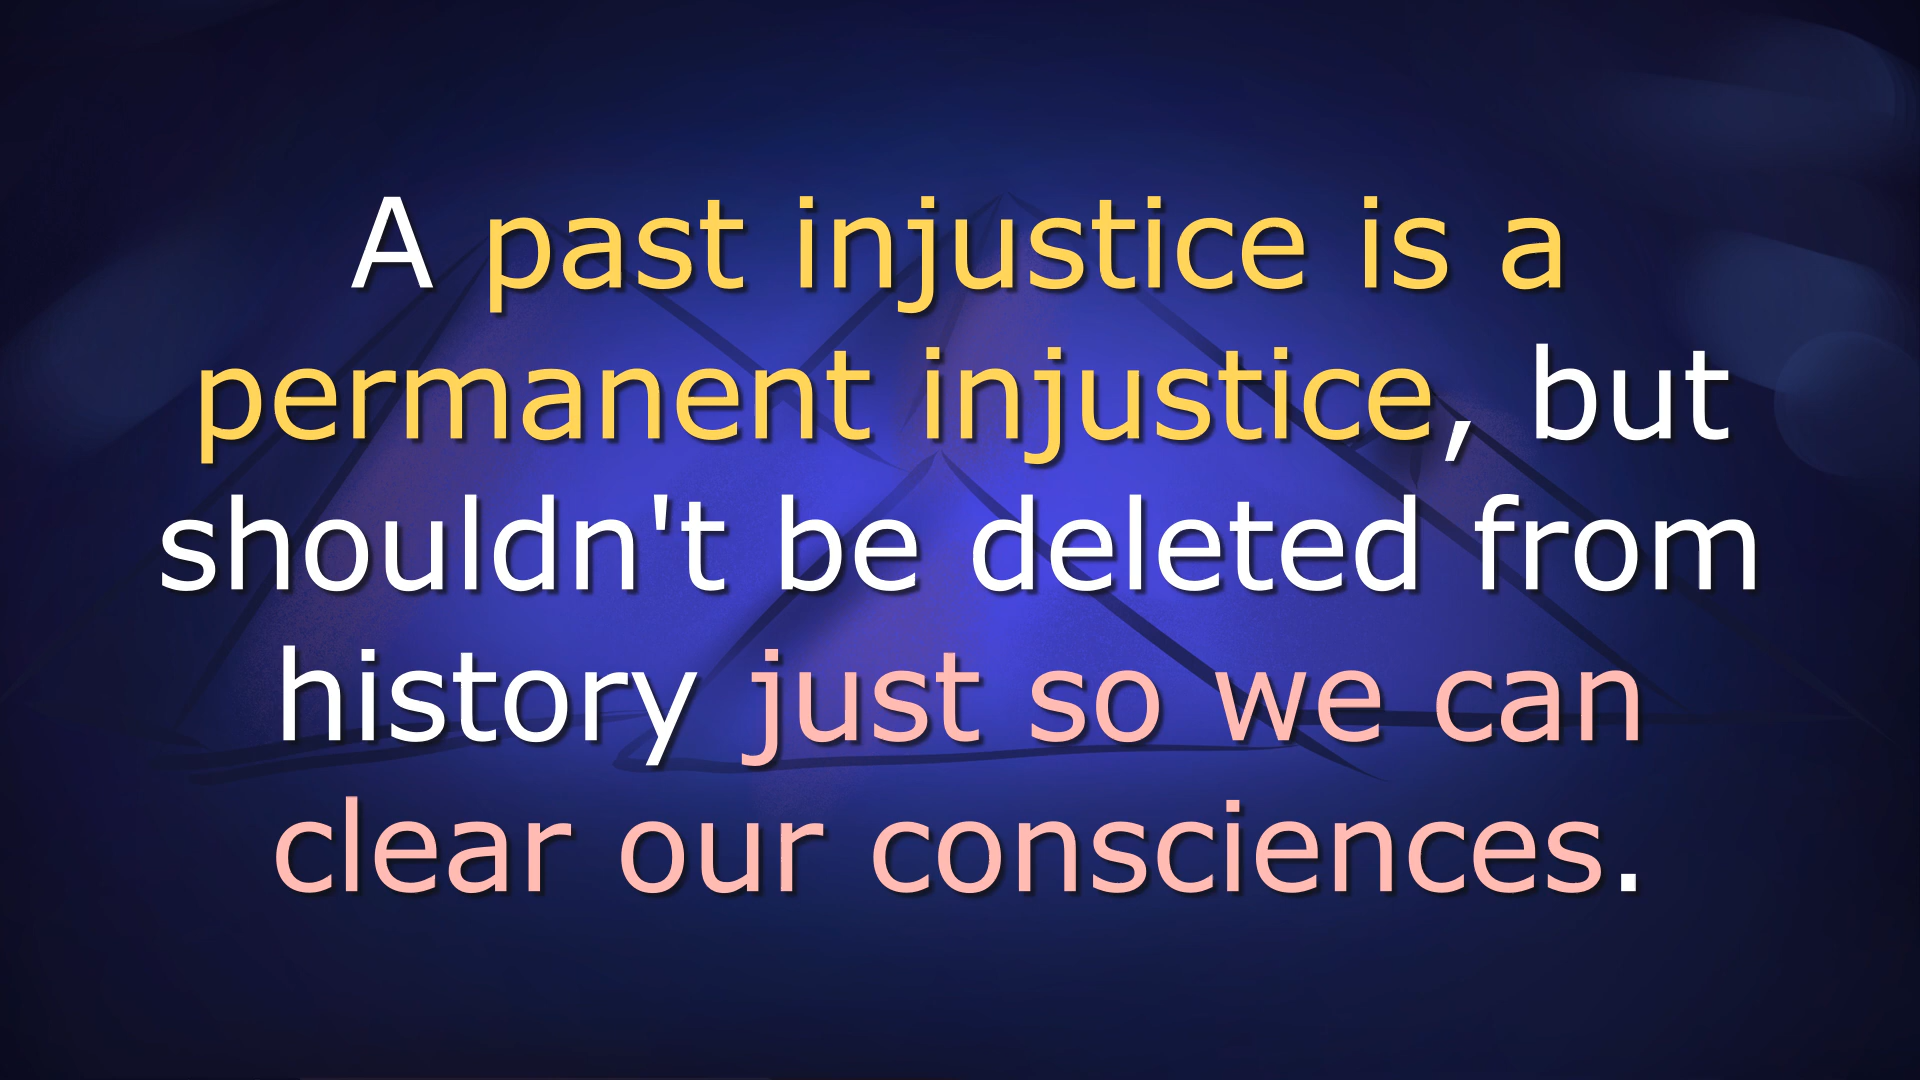 A past injustice is a
permanent injustice, but
shouldn't be deleted from
history just so we can
clear our consciences.